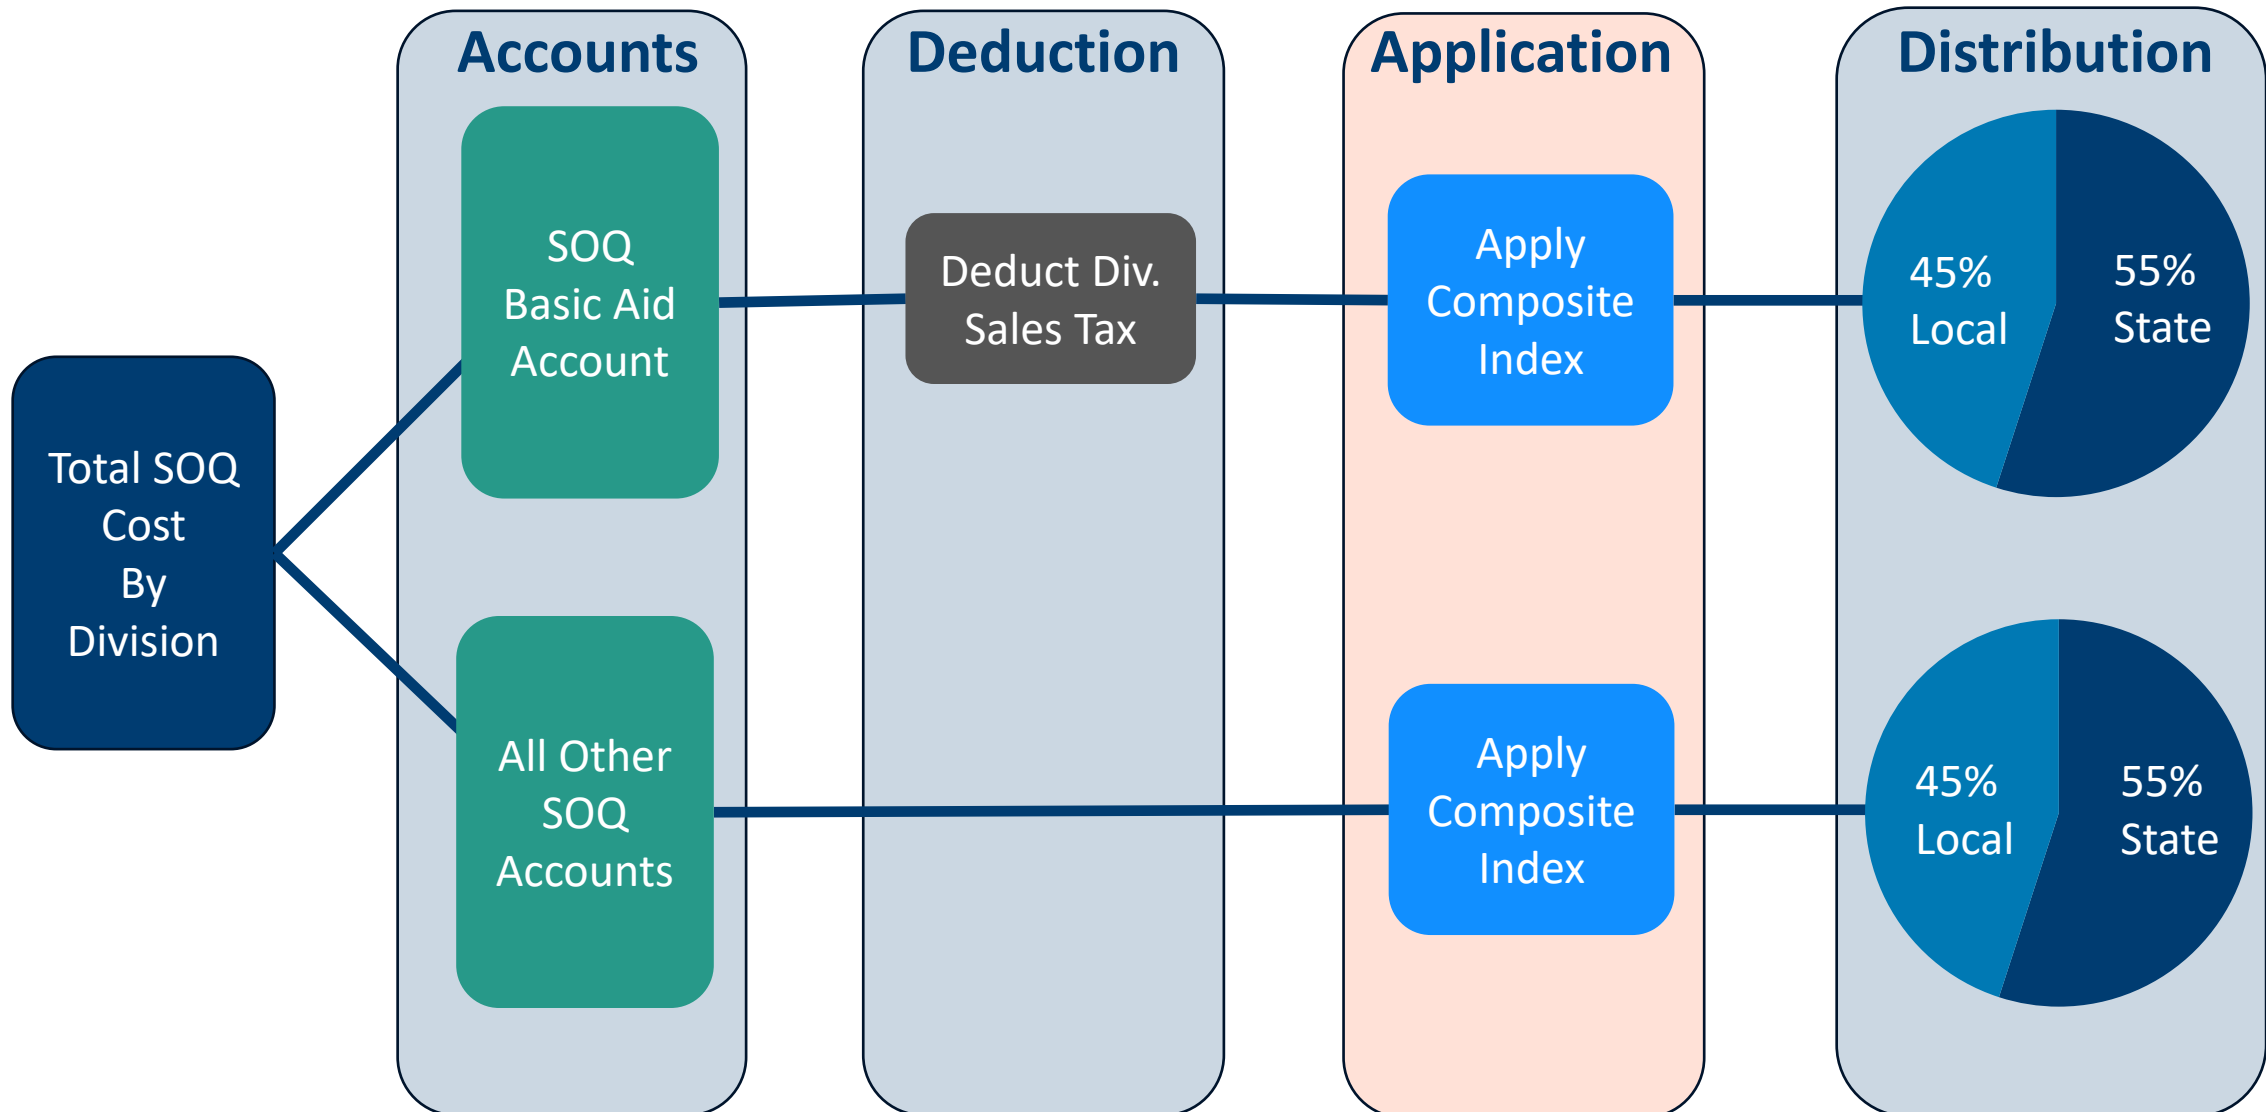 Accounts
Deduction
Application
Distribution
Total SOQ
Cost
By
Division
SOQ
Basic Aid
Account
Deduct Div.
Sales Tax
Apply
Composite
Index
45%
Local
55%
State
All Other
SOQ
Accounts
Apply
Composite
Index
45%
Local
55%
State